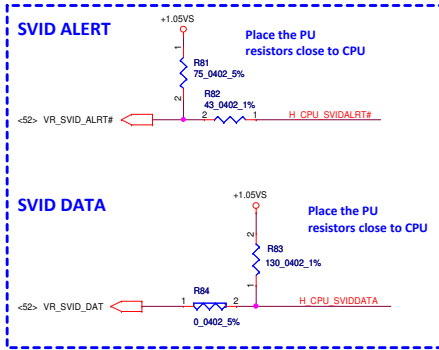 SVID ALERT
+1.05VS
Place the PU
resistors close to CPU
1
R81
75_0402_5%
2
R82
43_0402_1%
<52> VR_SVID_ALRT#
2
1
H_CPU_SVIDALRT#
SVID DATA
+1.05VS
Place the PU
resistors close to CPU
2
R83
130_0402_1%
1
R84
<52> VR_SVID_DAT
1
2
H_CPU_SVIDDATA
0_0402_5%